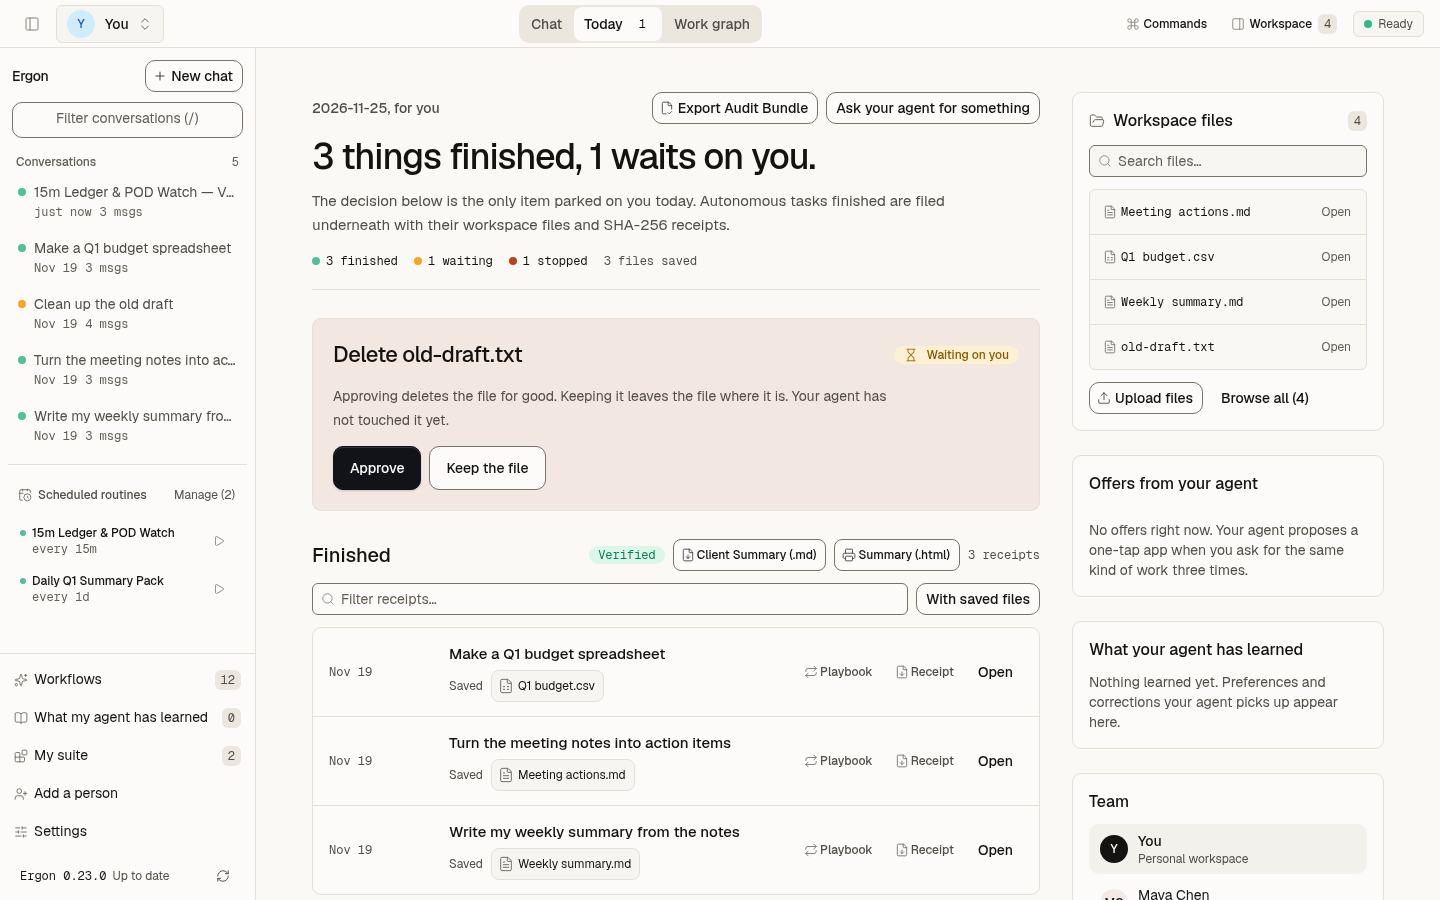 Y You
Chat
Today 1
Work graph
Commands
Workspace 4
Ready
Ergon
New chat
Filter conversations (/)
Conversations 5
15m Ledger & POD Watch — V…
just now 3 msgs
Make a Q1 budget spreadsheet
Nov 19 3 msgs
Clean up the old draft
Nov 19 4 msgs
Turn the meeting notes into ac…
Nov 19 3 msgs
Write my weekly summary fro…
Nov 19 3 msgs
Scheduled routines Manage (2)
15m Ledger & POD Watch
every 15m
Daily Q1 Summary Pack
every 1d
Workflows 12
What my agent has learned 0
My suite 2
Add a person
Settings
Ergon 0.23.0 Up to date
2026-11-25, for you
Export Audit Bundle
Ask your agent for something
3 things finished, 1 waits on you.
The decision below is the only item parked on you today. Autonomous tasks finished are filed
underneath with their workspace files and SHA-256 receipts.
3 finished 1 waiting 1 stopped 3 files saved
Delete old-draft.txt
Waiting on you
Approving deletes the file for good. Keeping it leaves the file where it is. Your agent has
not touched it yet.
Approve
Keep the file
Finished
Verified
Client Summary (.md)
Summary (.html)
3 receipts
Filter receipts…
With saved files
Nov 19
Make a Q1 budget spreadsheet
Saved Q1 budget.csv
Playbook Receipt Open
Nov 19
Turn the meeting notes into action items
Saved Meeting actions.md
Playbook Receipt Open
Nov 19
Write my weekly summary from the notes
Saved Weekly summary.md
Playbook Receipt Open
Workspace files 4
Search files…
Meeting actions.md Open
Q1 budget.csv Open
Weekly summary.md Open
old-draft.txt Open
Upload files
Browse all (4)
Offers from your agent
No offers right now. Your agent proposes a
one-tap app when you ask for the same
kind of work three times.
What your agent has learned
Nothing learned yet. Preferences and
corrections your agent picks up appear
here.
Team
Y You
Personal workspace
Maya Chen